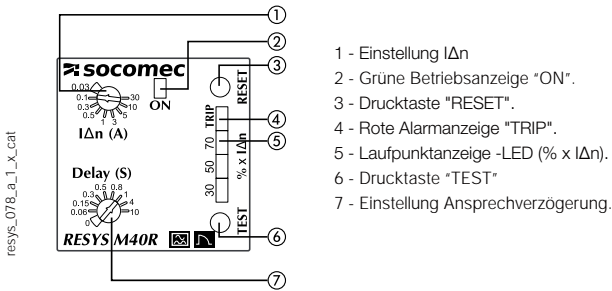 1
2
3
4
5
6
7
socomec
RESET
ON
0.03
0.1
0.3
0.5
1
3
5
10
30
IΔn (A)
TRIP
70
50
30
% x IΔn
Delay (S)
0
0.06
0.15
0.3
0.5
0.8
1
4
10
TEST
RESYS M40R
resys_078_a_1_x_cat
1 - Einstellung IΔn
2 - Grüne Betriebsanzeige "ON".
3 - Drucktaste "RESET".
4 - Rote Alarmanzeige "TRIP".
5 - Laufpunktanzeige -LED (% x IΔn).
6 - Drucktaste "TEST"
7 - Einstellung Ansprechverzögerung.